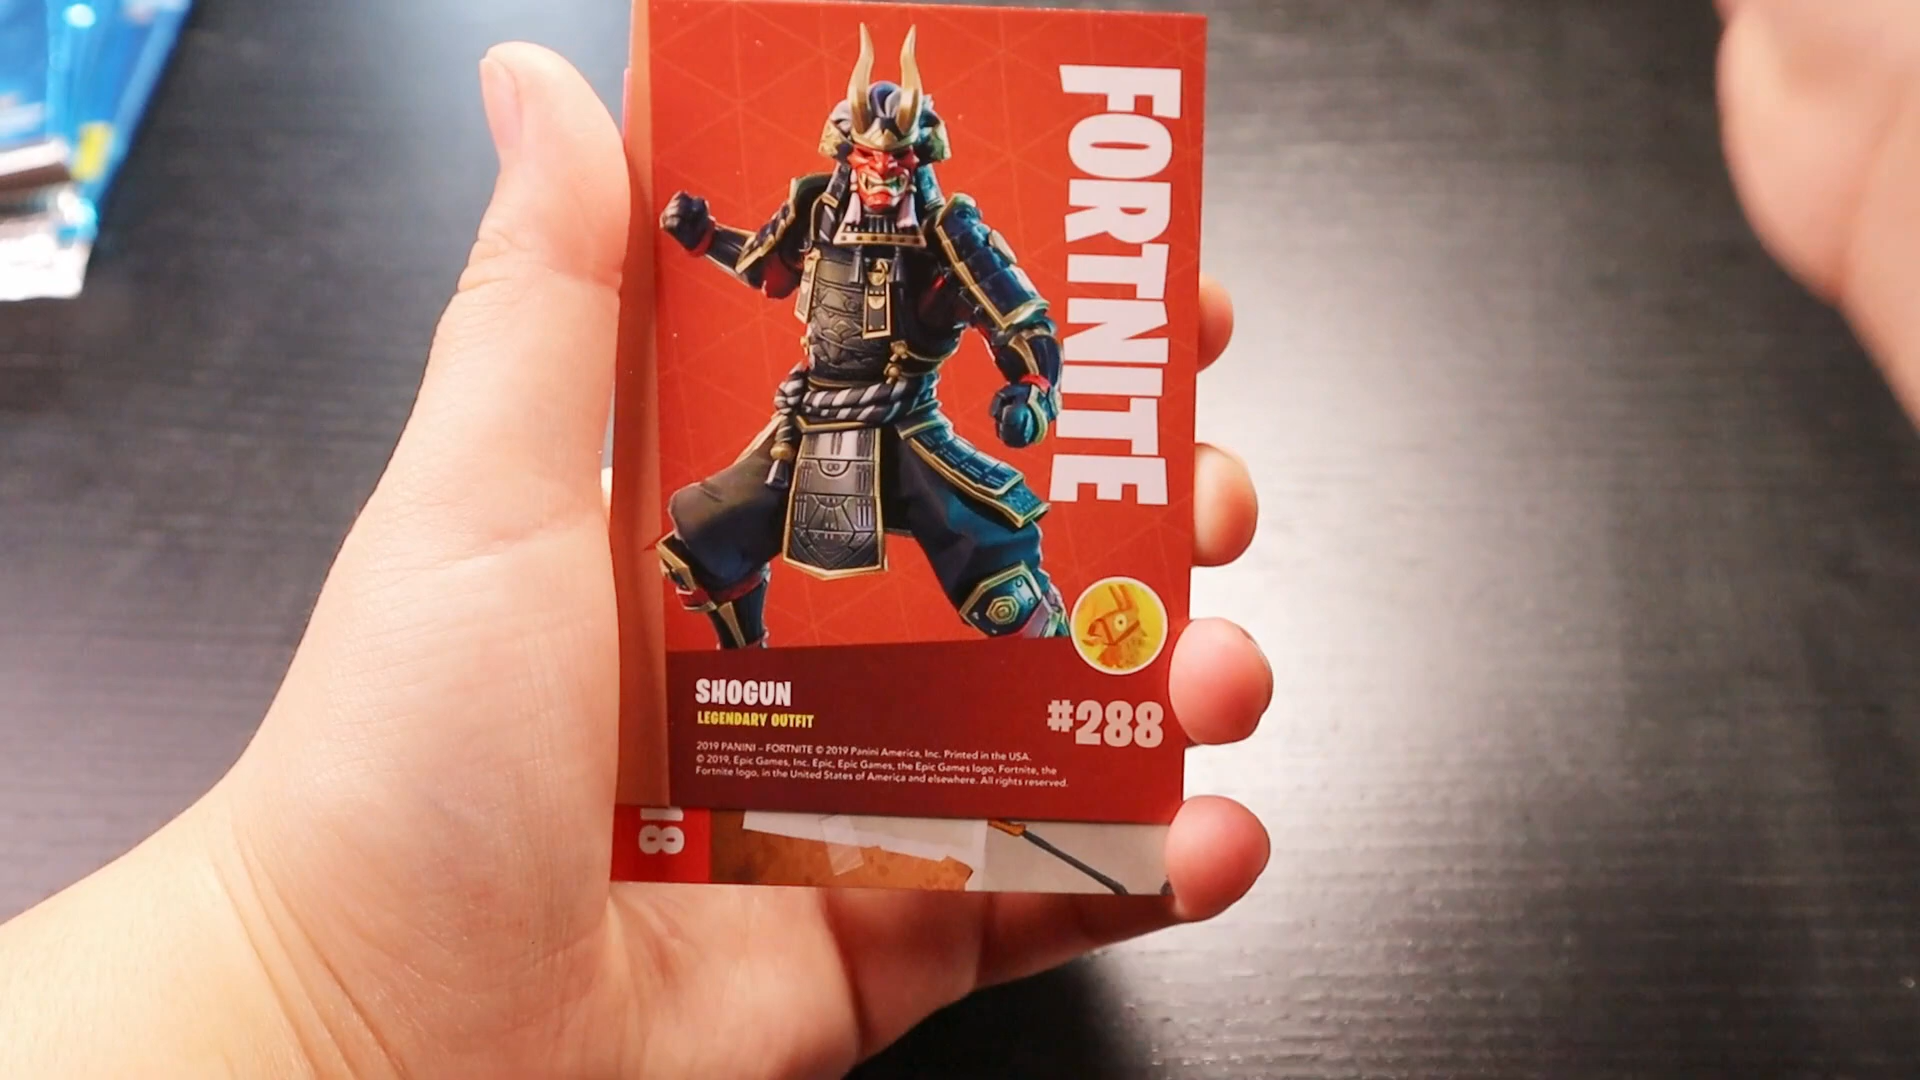 FORTNITE
SHOGUN
LEGENDARY OUTFIT
#288
2019 PANINI – FORTNITE © 2019 Panini America, Inc. Printed in the USA.
© 2019, Epic Games, Inc. Epic, Epic Games, the Epic Games logo, Fortnite, the
Fortnite logo, in the United States of America and elsewhere. All rights reserved.
18